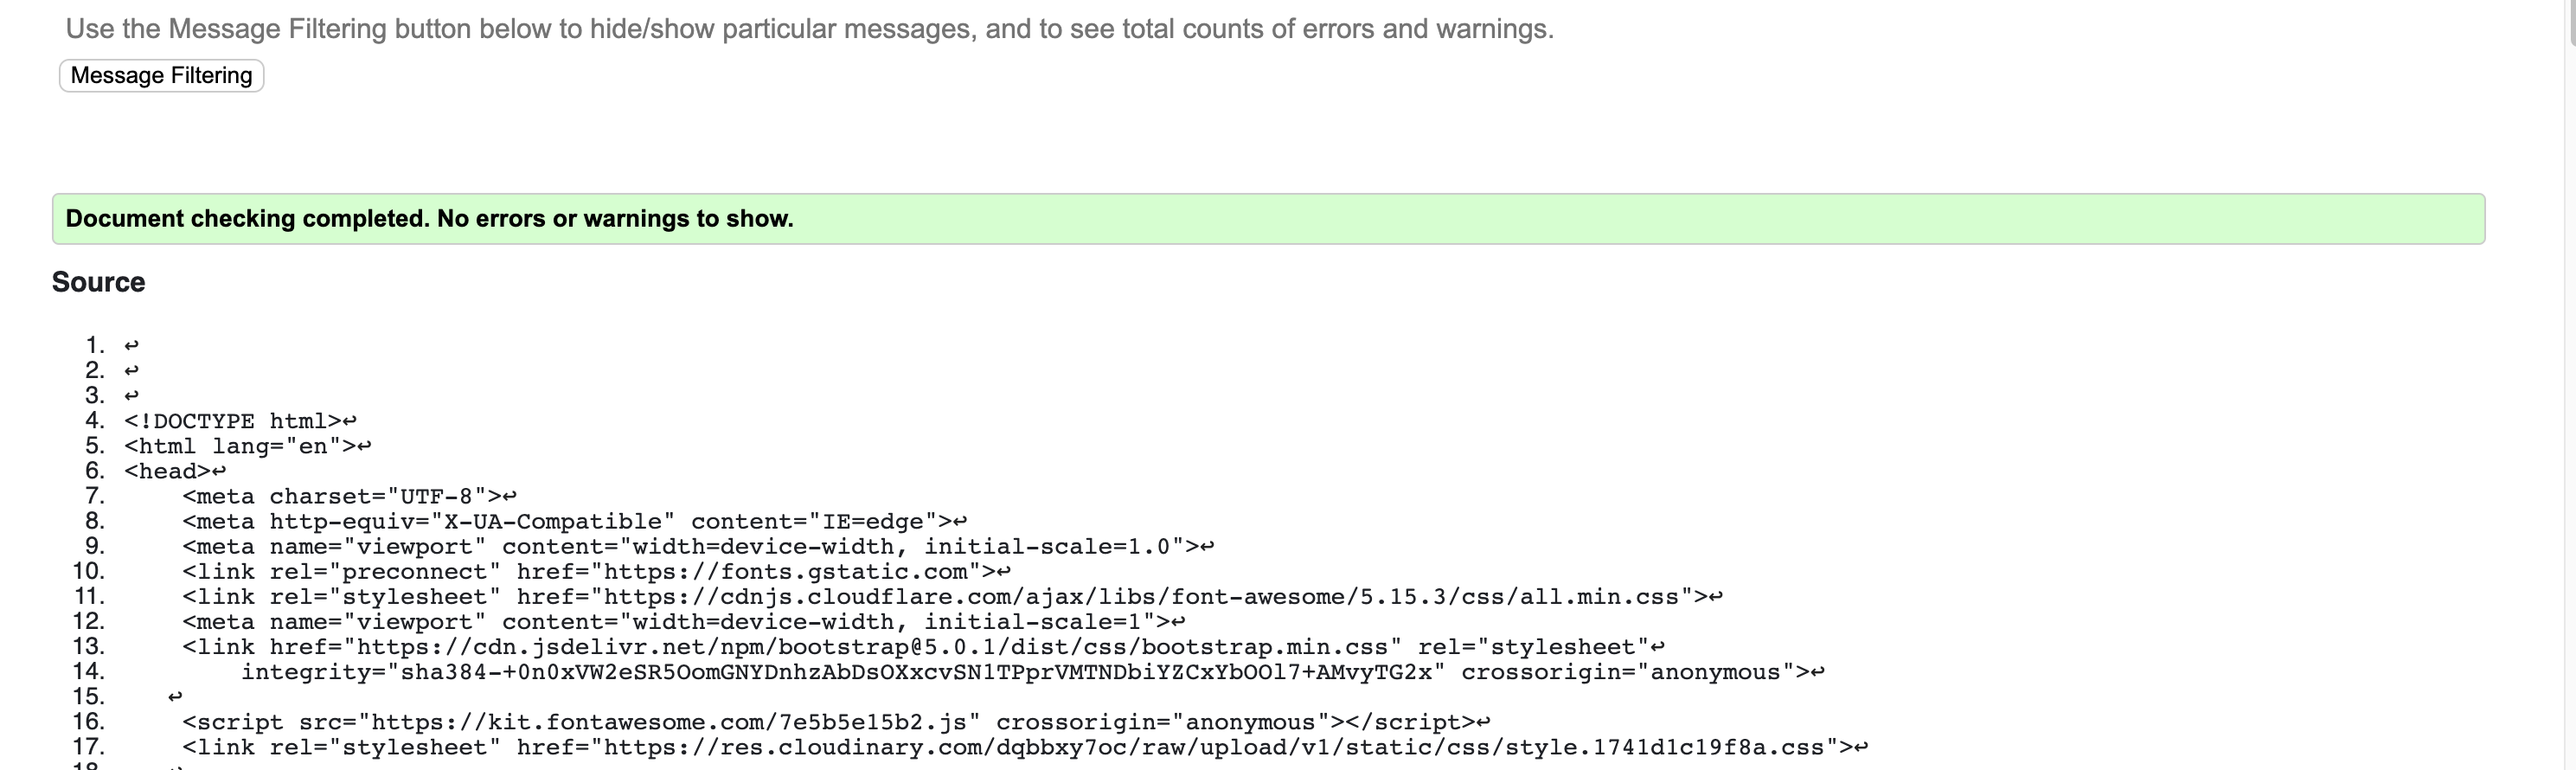 Use the Message Filtering button below to hide/show particular messages, and to see total counts of errors and warnings.
Message Filtering
Document checking completed. No errors or warnings to show.
Source
1. ↩
2. ↩
3. ↩
4. <!DOCTYPE html>↩
5. <html lang="en">↩
6. <head>↩
7.     <meta charset="UTF-8">↩
8.     <meta http-equiv="X-UA-Compatible" content="IE=edge">↩
9.     <meta name="viewport" content="width=device-width, initial-scale=1.0">↩
10.     <link rel="preconnect" href="https://fonts.gstatic.com">↩
11.     <link rel="stylesheet" href="https://cdnjs.cloudflare.com/ajax/libs/font-awesome/5.15.3/css/all.min.css">↩
12.     <meta name="viewport" content="width=device-width, initial-scale=1">↩
13.     <link href="https://cdn.jsdelivr.net/npm/bootstrap@5.0.1/dist/css/bootstrap.min.css" rel="stylesheet"↩
14.         integrity="sha384-+0n0xVW2eSR5OomGNYDnhzAbDsOXxcvSN1TPprVMTNDbiYZCxYbOOl7+AMvyTG2x" crossorigin="anonymous">↩
15.    ↩
16.     <script src="https://kit.fontawesome.com/7e5b5e15b2.js" crossorigin="anonymous"></script>↩
17.     <link rel="stylesheet" href="https://res.cloudinary.com/dqbbxy7oc/raw/upload/v1/static/css/style.1741d1c19f8a.css">↩